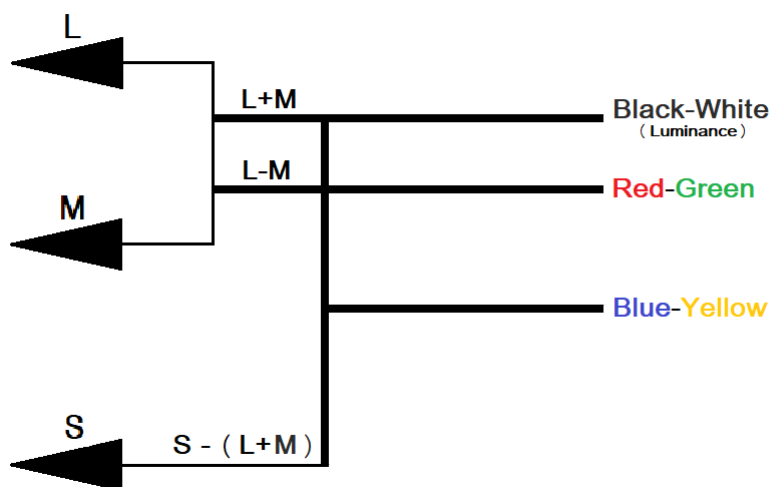 L
L+M
Black-White
( Luminance )
L-M
Red-Green
M
Blue-Yellow
S
S - ( L+M )